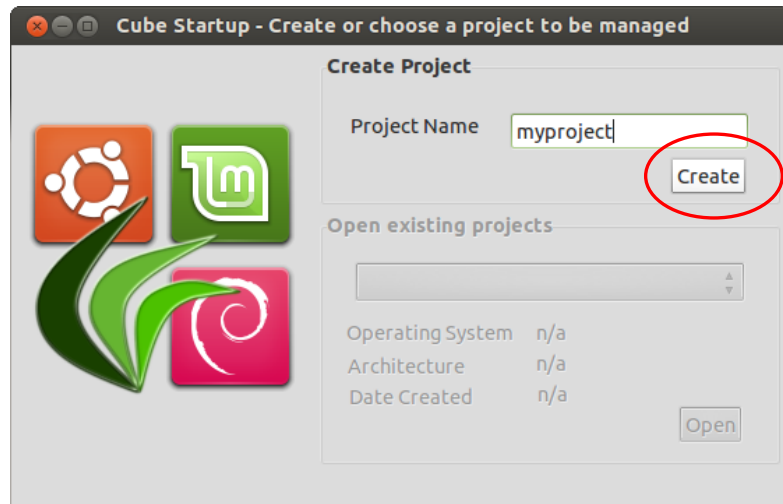 Cube Startup - Create or choose a project to be managed
Create Project
Project Name myproject
Create
Open existing projects
Operating System n/a
Architecture n/a
Date Created n/a
Open